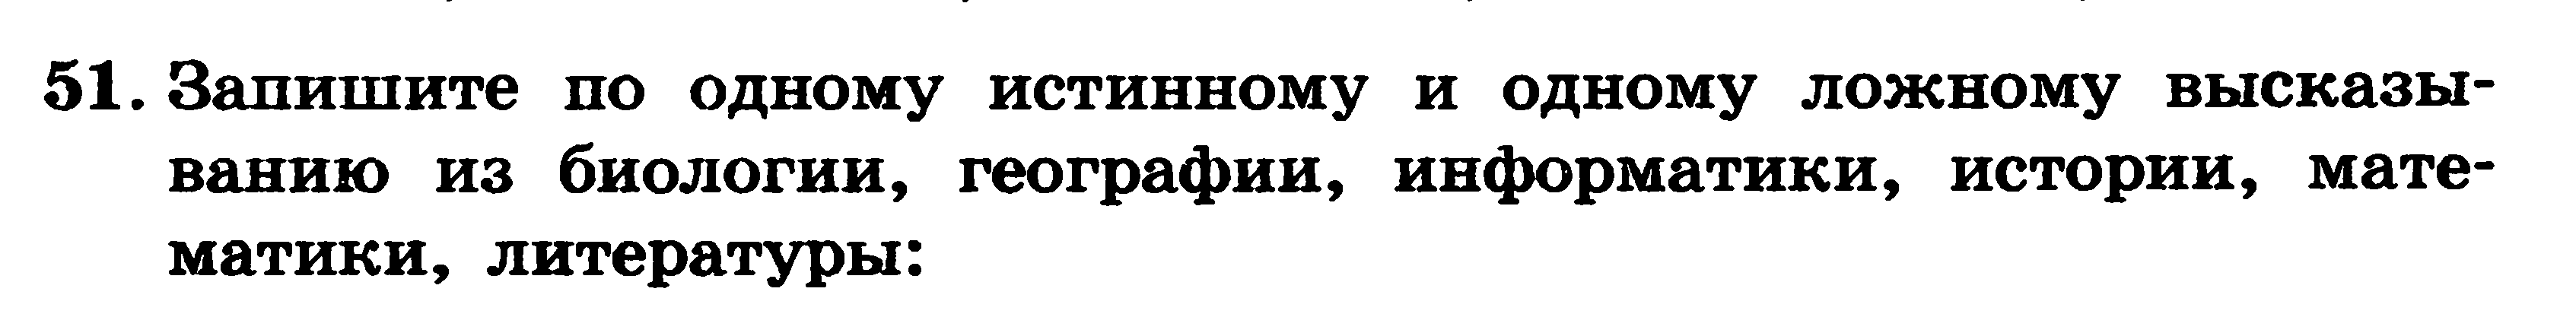 51. Запишите по одному истинному и одному ложному высказы-
ванию из биологии, географии, информатики, истории, мате-
матики, литературы: